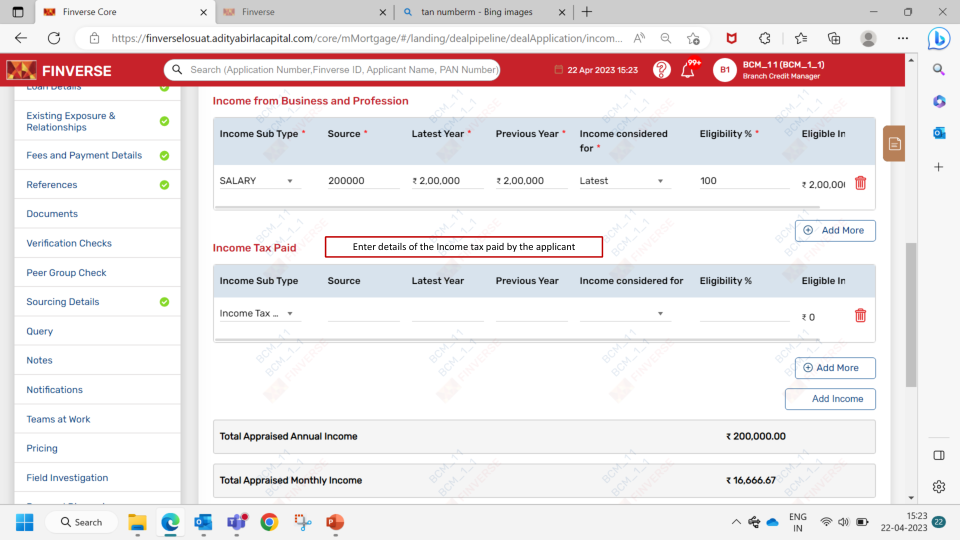 Finverse Core
Finverse
tan numberm - Bing images
https://finverselosuat.adityabirlacapital.com/core/mMortgage/#/landing/dealpipeline/dealApplication/incom...
FINVERSE
Search (Application Number,Finverse ID, Applicant Name, PAN Number)
22 Apr 2023 15:23
99+
B1
BCM_1 1 (BCM_1_1)
Branch Credit Manager
Loan Details
Existing Exposure &
Relationships
Fees and Payment Details
References
Documents
Verification Checks
Peer Group Check
Sourcing Details
Query
Notes
Notifications
Teams at Work
Pricing
Field Investigation
Income from Business and Profession
Income Sub Type * Source * Latest Year * Previous Year * Income considered for * Eligibility % * Eligible In
SALARY 200000 ₹ 2,00,000 ₹ 2,00,000 Latest 100 ₹ 2,00,00
Add More
Income Tax Paid
Enter details of the Income tax paid by the applicant
Income Sub Type Source Latest Year Previous Year Income considered for Eligibility % Eligible In
Income Tax ... ₹ 0
Add More
Add Income
Total Appraised Annual Income ₹ 200,000.00
Total Appraised Monthly Income ₹ 16,666.67
BCM_1 1
BCM_1_1
FINVERSE
Search
ENG
IN
15:23
22-04-2023
22